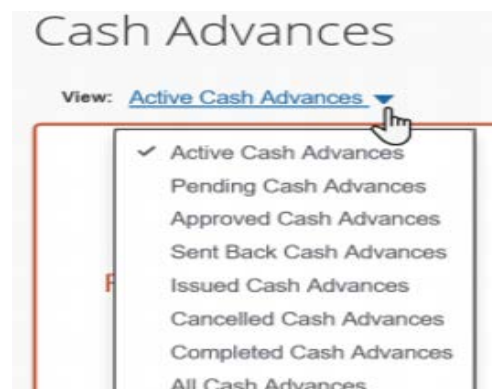 Cash Advances
View: Active Cash Advances
Active Cash Advances
Pending Cash Advances
Approved Cash Advances
Sent Back Cash Advances
F
Issued Cash Advances
Cancelled Cash Advances
Completed Cash Advances
All Cash Advances